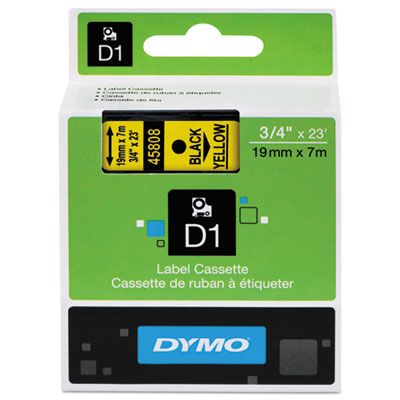 D1
• Label Cassette
• Cassette de ruban à étiqueter
• Cinta
• Cassete de fita
19mm x 7m
3/4" x 23'
45808
BLACK
YELLOW
3/4" x 23'
19mm x 7m
D1
Label Cassette
Cassette de ruban à étiqueter
DYMO